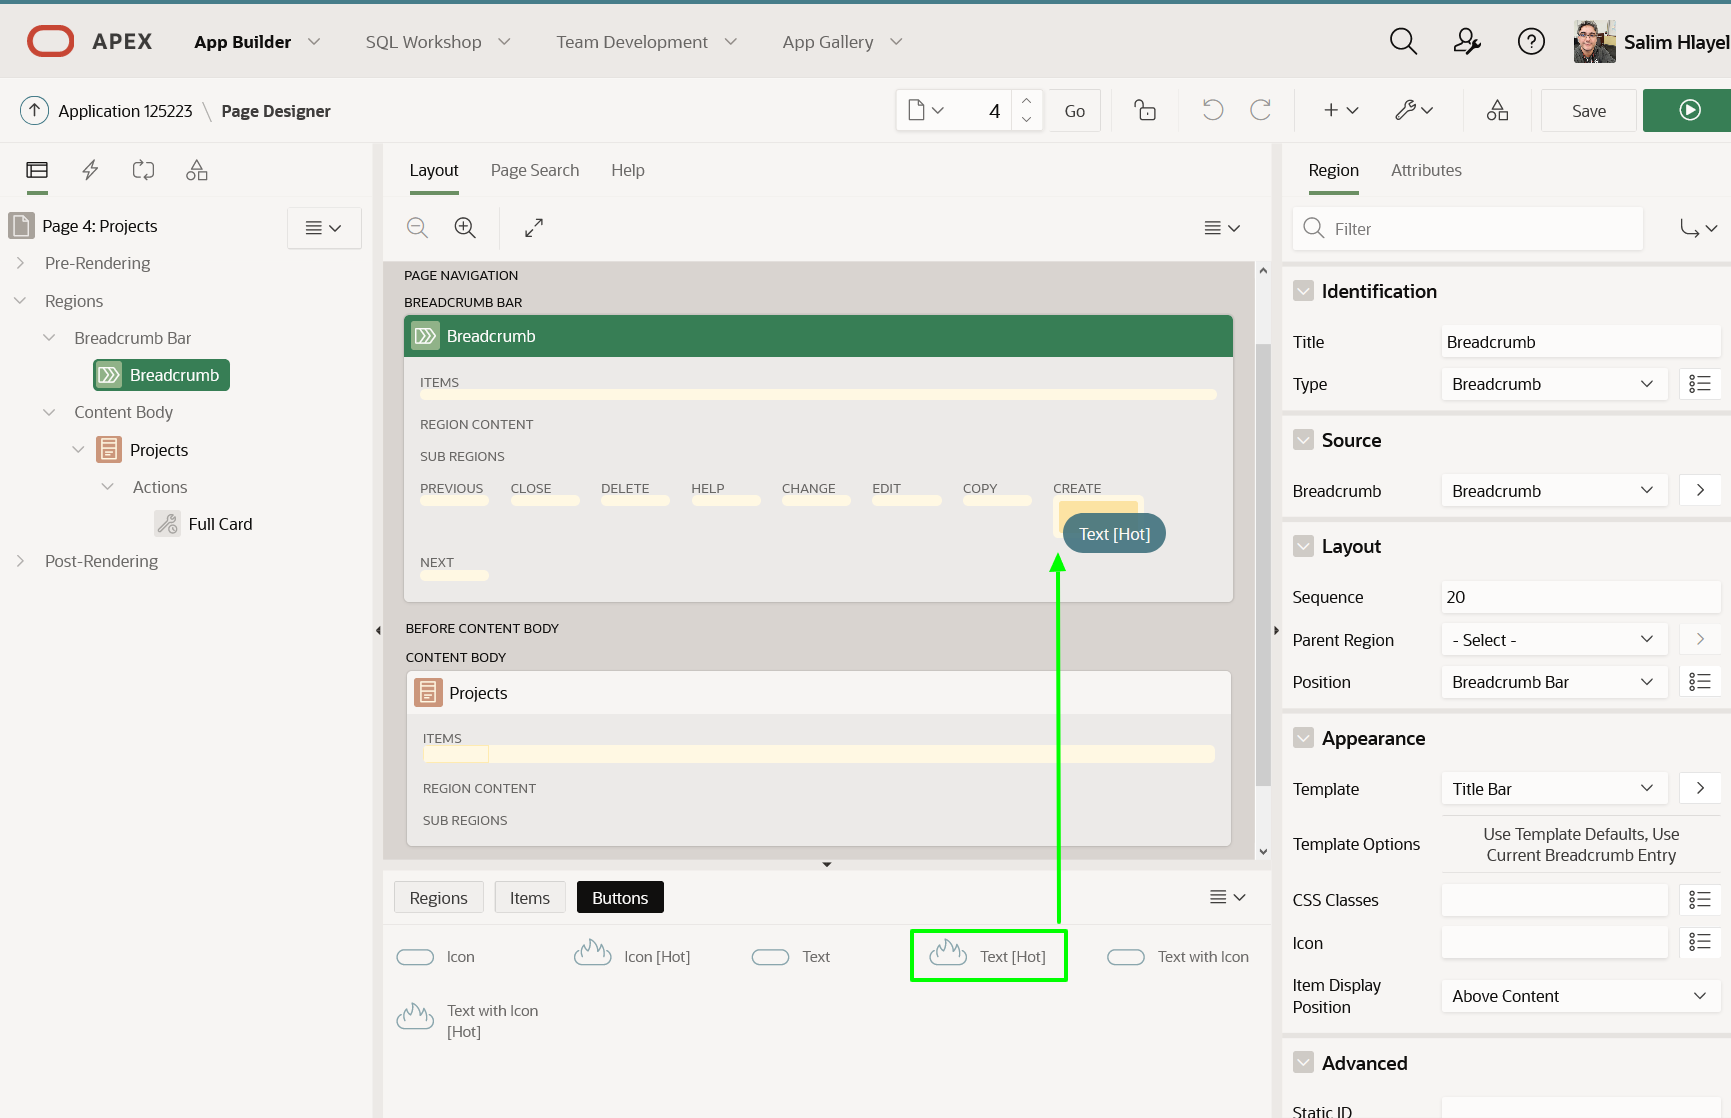 APEX
App Builder
SQL Workshop
Team Development
App Gallery
Salim Hlayel
Application 125223 \ Page Designer
4
Go
Save
Page 4: Projects
Pre-Rendering
Regions
Breadcrumb Bar
Breadcrumb
Content Body
Projects
Actions
Full Card
Post-Rendering
Layout
Page Search
Help
PAGE NAVIGATION
BREADCRUMB BAR
Breadcrumb
ITEMS
REGION CONTENT
SUB REGIONS
PREVIOUS
CLOSE
DELETE
HELP
CHANGE
EDIT
COPY
CREATE
Text [Hot]
NEXT
BEFORE CONTENT BODY
CONTENT BODY
Projects
ITEMS
REGION CONTENT
SUB REGIONS
Regions
Items
Buttons
Icon
Icon [Hot]
Text
Text [Hot]
Text with Icon
Text with Icon
[Hot]
Region
Attributes
Filter
Identification
Title
Breadcrumb
Type
Breadcrumb
Source
Breadcrumb
Breadcrumb
Layout
Sequence
20
Parent Region
- Select -
Position
Breadcrumb Bar
Appearance
Template
Title Bar
Template Options
Use Template Defaults, Use
Current Breadcrumb Entry
CSS Classes
Icon
Item Display
Position
Above Content
Advanced
Static ID